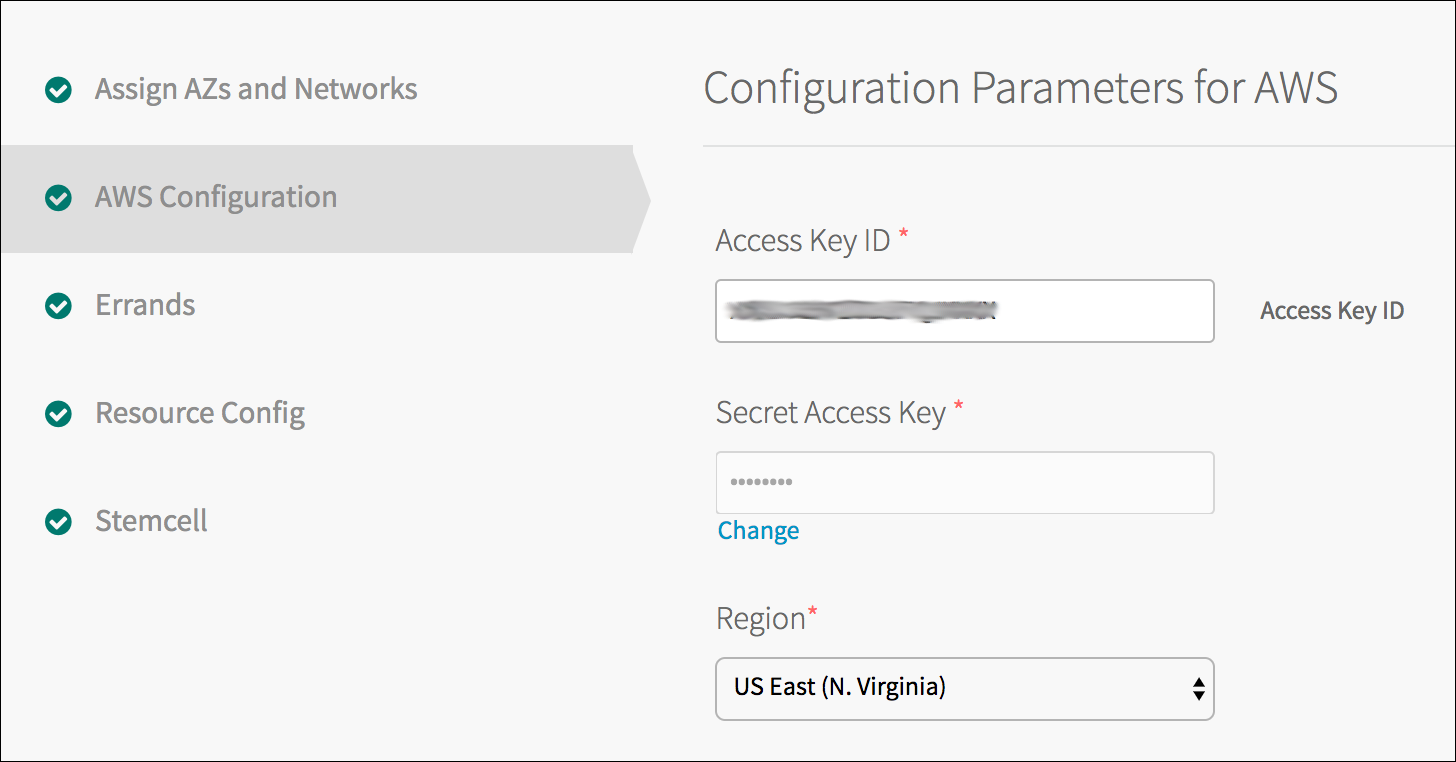 Assign AZs and Networks
AWS Configuration
Errands
Resource Config
Stemcell
Configuration Parameters for AWS
Access Key ID *
Access Key ID
Secret Access Key *
••••••••
Change
Region*
US East (N. Virginia)